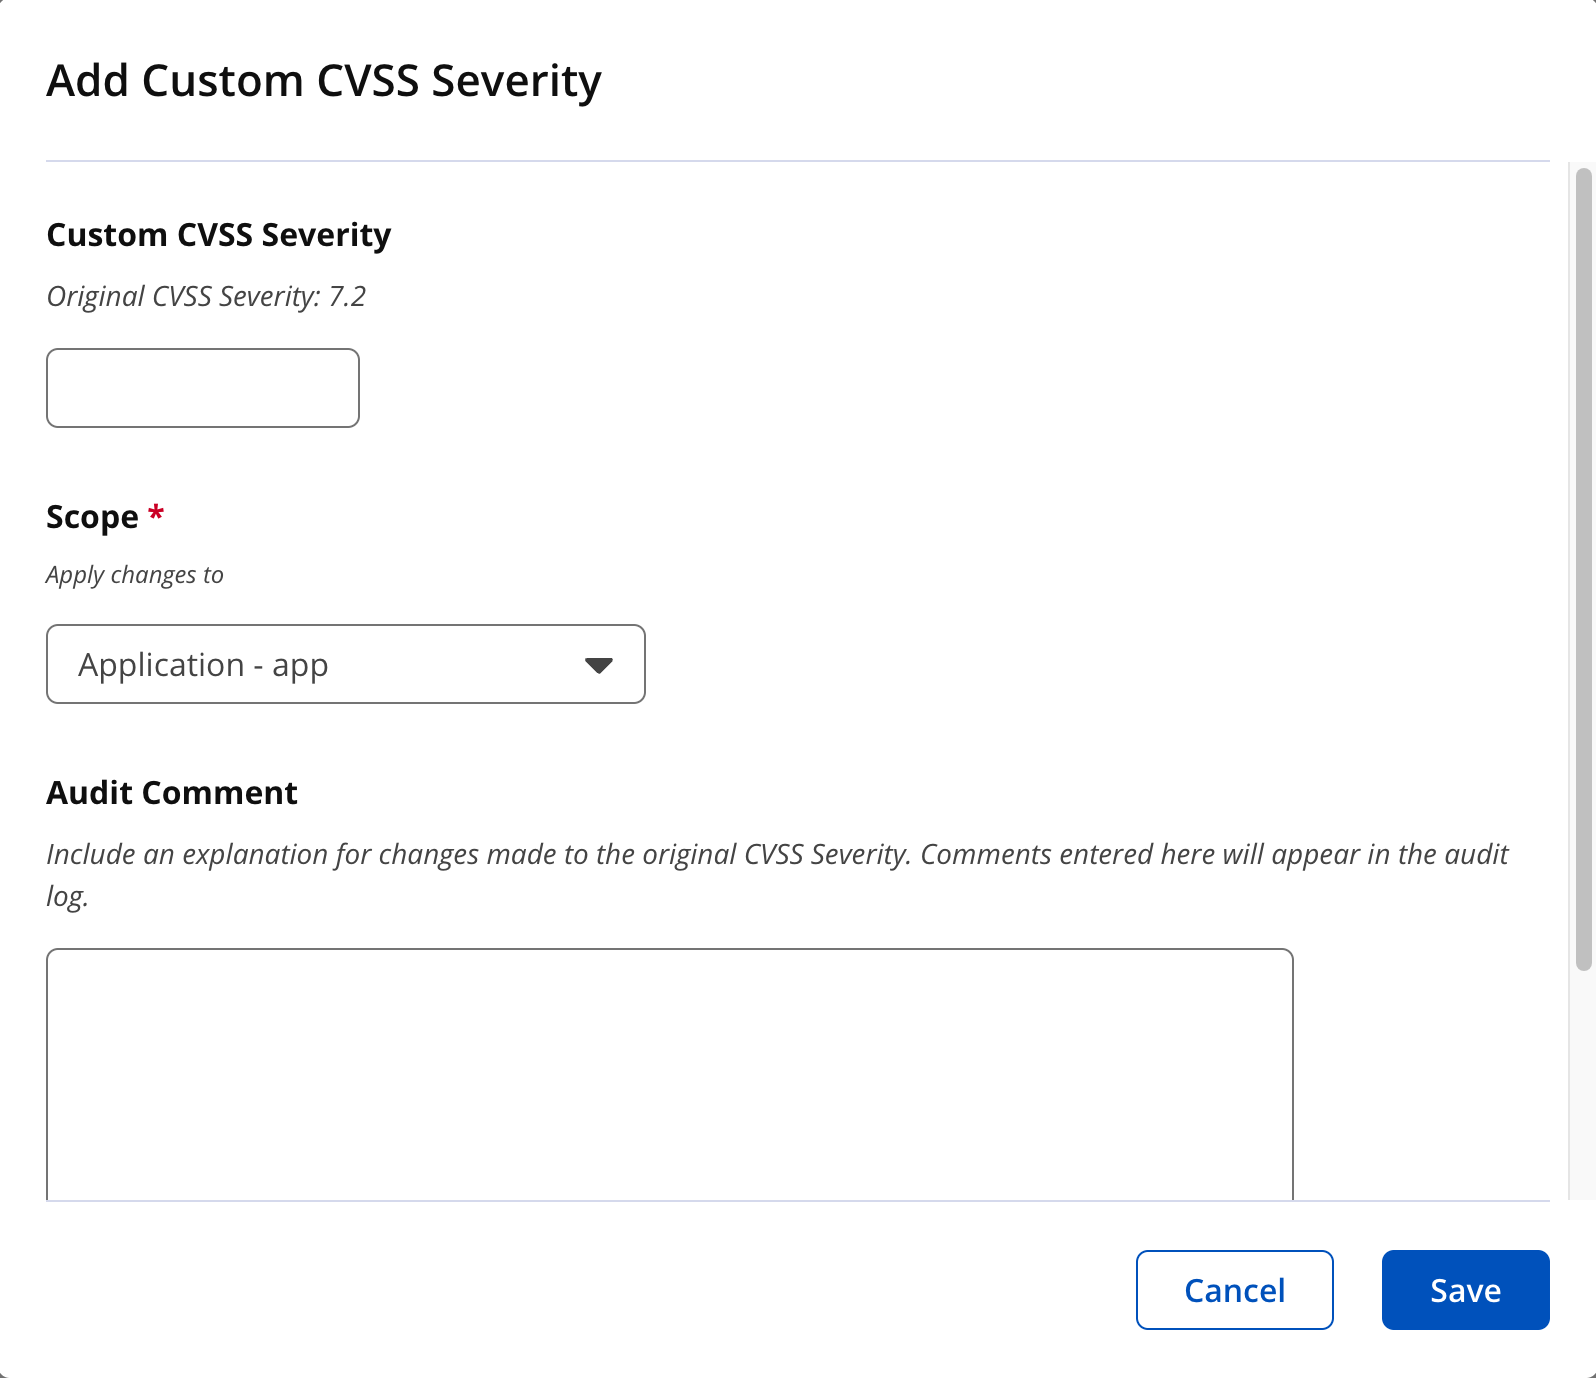 Add Custom CVSS Severity
Custom CVSS Severity
Original CVSS Severity: 7.2
Scope *
Apply changes to
Application - app
Audit Comment
Include an explanation for changes made to the original CVSS Severity. Comments entered here will appear in the audit
log.
Cancel
Save